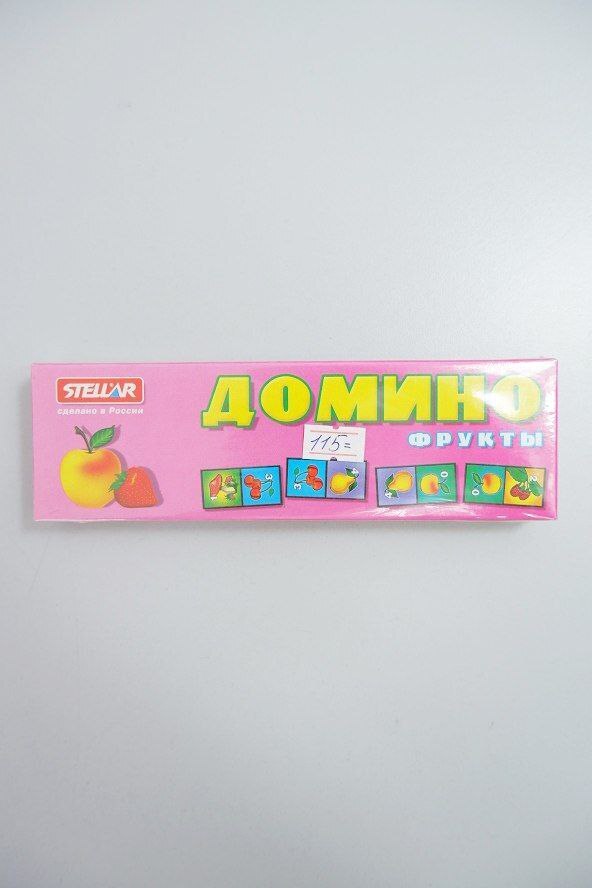 STELLAR
сделано в России
ДОМИНО
ФРУКТЫ
115=